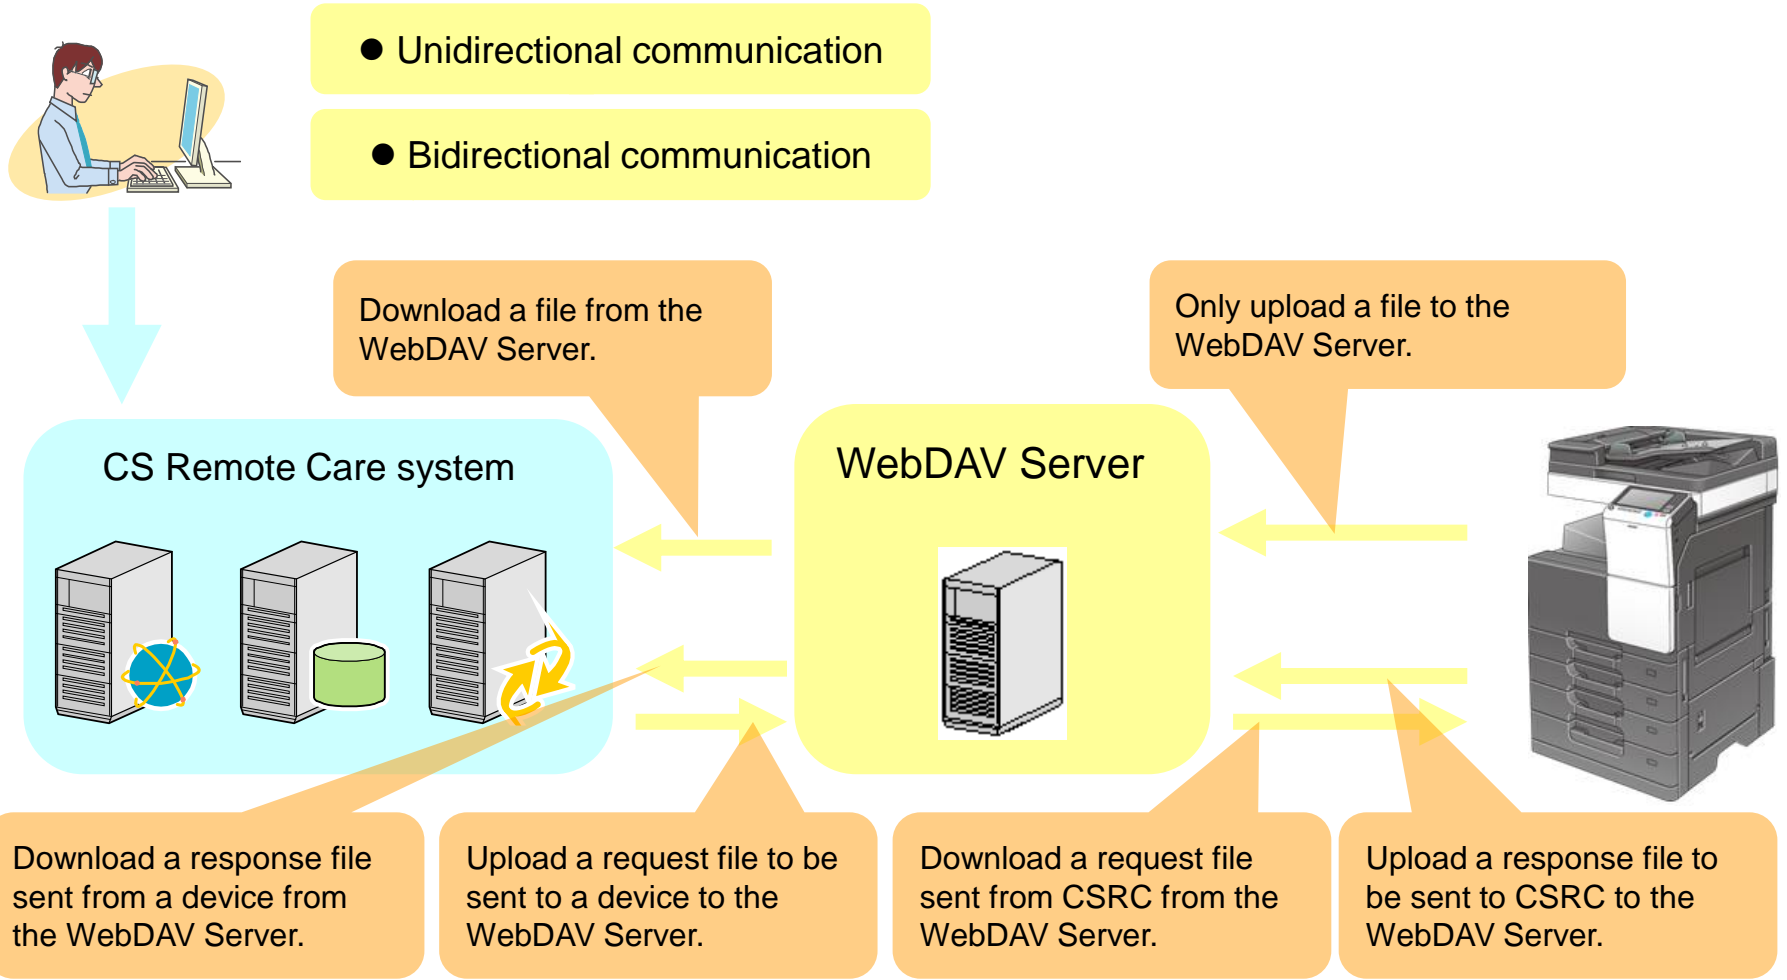 ● Unidirectional communication
● Bidirectional communication
Download a file from the
WebDAV Server.
Only upload a file to the
WebDAV Server.
CS Remote Care system
WebDAV Server
Download a response file
sent from a device from
the WebDAV Server.
Upload a request file to be
sent to a device to the
WebDAV Server.
Download a request file
sent from CSRC from the
WebDAV Server.
Upload a response file to
be sent to CSRC to the
WebDAV Server.